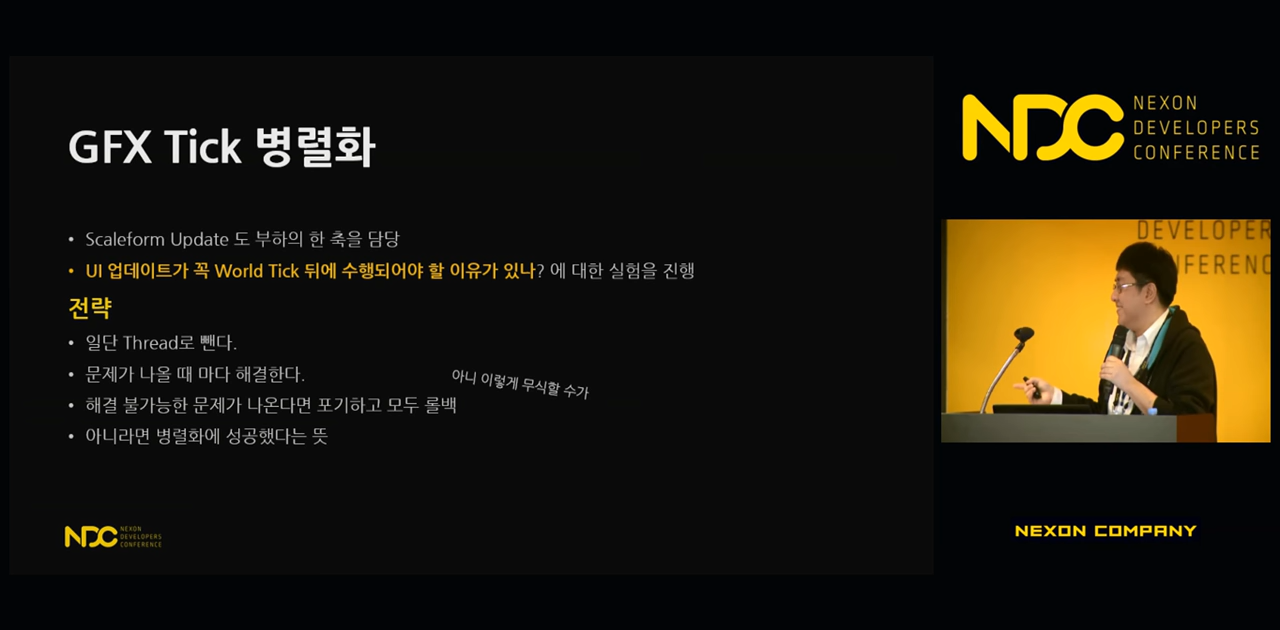 GFX Tick 병렬화
• Scaleform Update 도 부하의 한 축을 담당
• UI 업데이트가 꼭 World Tick 뒤에 수행되어야 할 이유가 있나? 에 대한 실험을 진행
전략
• 일단 Thread로 뺀다.
• 문제가 나올 때 마다 해결한다.
아니 이렇게 무식할 수가
• 해결 불가능한 문제가 나온다면 포기하고 모두 롤백
• 아니라면 병렬화에 성공했다는 뜻
NDC NEXON
DEVELOPERS
CONFERENCE
NDC NEXON
DEVELOPERS
CONFERENCE
DEVELOPER
NFERENC
NEXON COMPANY